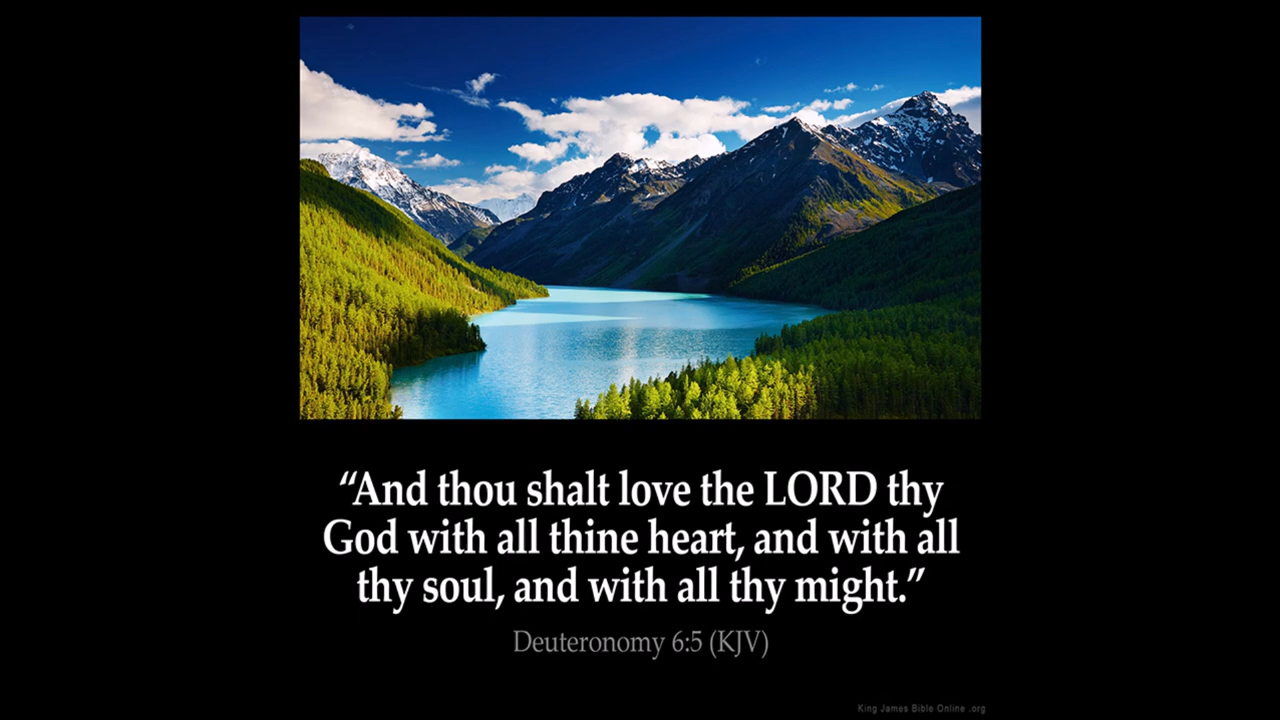 “And thou shalt love the LORD thy
God with all thine heart, and with all
thy soul, and with all thy might.”
Deuteronomy 6:5 (KJV)
King James Bible Online .org